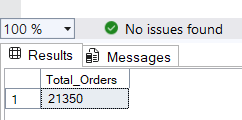 100 % No issues found
Results Messages
Total_Orders
1 21350